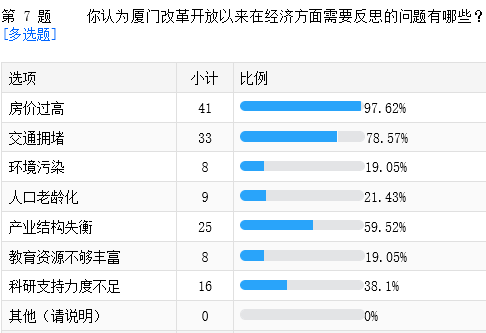 第 7 题 你认为厦门改革开放以来在经济方面需要反思的问题有哪些？
[多选题]
选项 小计 比例
房价过高 41 97.62%
交通拥堵 33 78.57%
环境污染 8 19.05%
人口老龄化 9 21.43%
产业结构失衡 25 59.52%
教育资源不够丰富 8 19.05%
科研支持力度不足 16 38.1%
其他（请说明） 0 0%